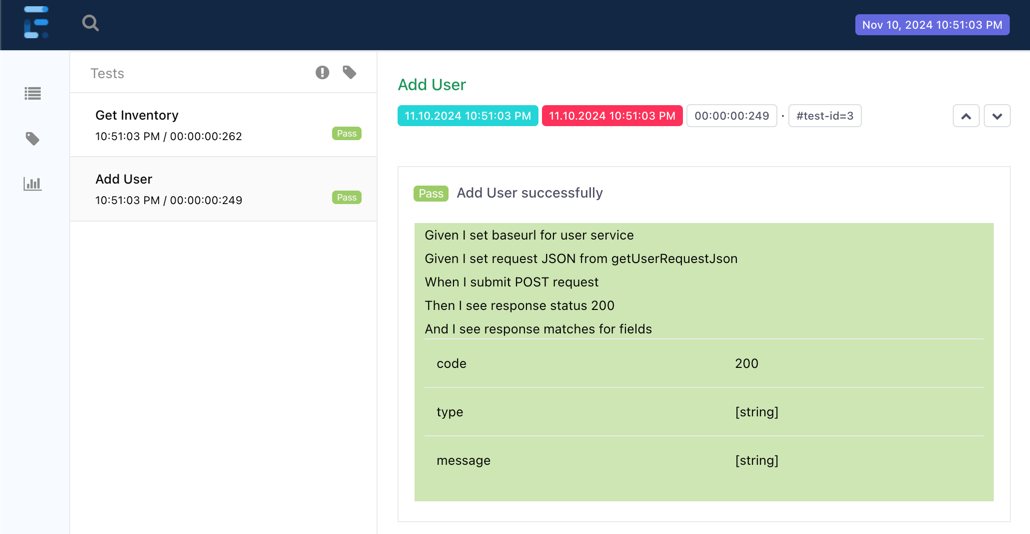 Nov 10, 2024 10:51:03 PM
Tests
Get Inventory
10:51:03 PM / 00:00:00:262
Pass
Add User
10:51:03 PM / 00:00:00:249
Pass
Add User
11.10.2024 10:51:03 PM 11.10.2024 10:51:03 PM 00:00:00:249 · #test-id=3
Pass Add User successfully
Given I set baseurl for user service
Given I set request JSON from getUserRequestJson
When I submit POST request
Then I see response status 200
And I see response matches for fields
code 200
type [string]
message [string]